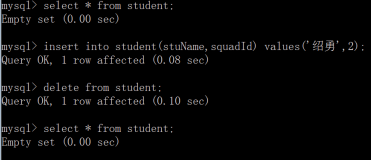 mysql> select * from student;
Empty set (0.00 sec)
mysql> insert into student(stuName,squadId) values('绍勇',2);
Query OK, 1 row affected (0.08 sec)
mysql> delete from student;
Query OK, 1 row affected (0.10 sec)
mysql> select * from student;
Empty set (0.00 sec)